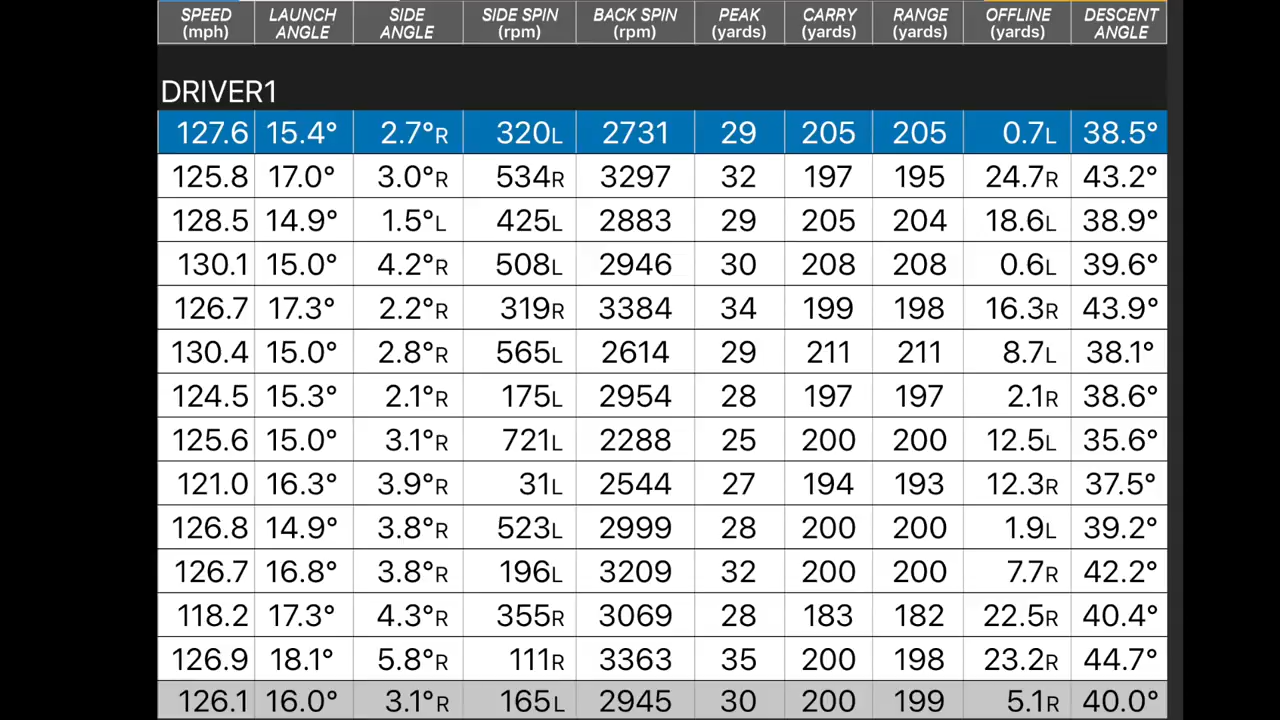 SPEED (mph) LAUNCH ANGLE SIDE ANGLE SIDE SPIN (rpm) BACK SPIN (rpm) PEAK (yards) CARRY (yards) RANGE (yards) OFFLINE (yards) DESCENT ANGLE
DRIVER1
127.6 15.4° 2.7°R 320L 2731 29 205 205 0.7L 38.5°
125.8 17.0° 3.0°R 534R 3297 32 197 195 24.7R 43.2°
128.5 14.9° 1.5°L 425L 2883 29 205 204 18.6L 38.9°
130.1 15.0° 4.2°R 508L 2946 30 208 208 0.6L 39.6°
126.7 17.3° 2.2°R 319R 3384 34 199 198 16.3R 43.9°
130.4 15.0° 2.8°R 565L 2614 29 211 211 8.7L 38.1°
124.5 15.3° 2.1°R 175L 2954 28 197 197 2.1R 38.6°
125.6 15.0° 3.1°R 721L 2288 25 200 200 12.5L 35.6°
121.0 16.3° 3.9°R 31L 2544 27 194 193 12.3R 37.5°
126.8 14.9° 3.8°R 523L 2999 28 200 200 1.9L 39.2°
126.7 16.8° 3.8°R 196L 3209 32 200 200 7.7R 42.2°
118.2 17.3° 4.3°R 355R 3069 28 183 182 22.5R 40.4°
126.9 18.1° 5.8°R 111R 3363 35 200 198 23.2R 44.7°
126.1 16.0° 3.1°R 165L 2945 30 200 199 5.1R 40.0°